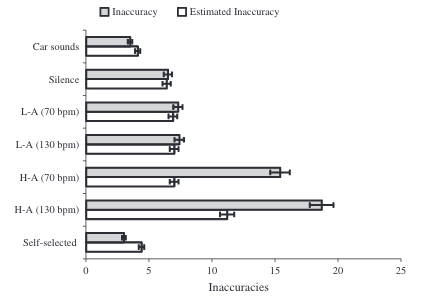 Inaccuracy Estimated Inaccuracy
Car sounds
Silence
L-A (70 bpm)
L-A (130 bpm)
H-A (70 bpm)
H-A (130 bpm)
Self-selected
0 5 10 15 20 25
Inaccuracies